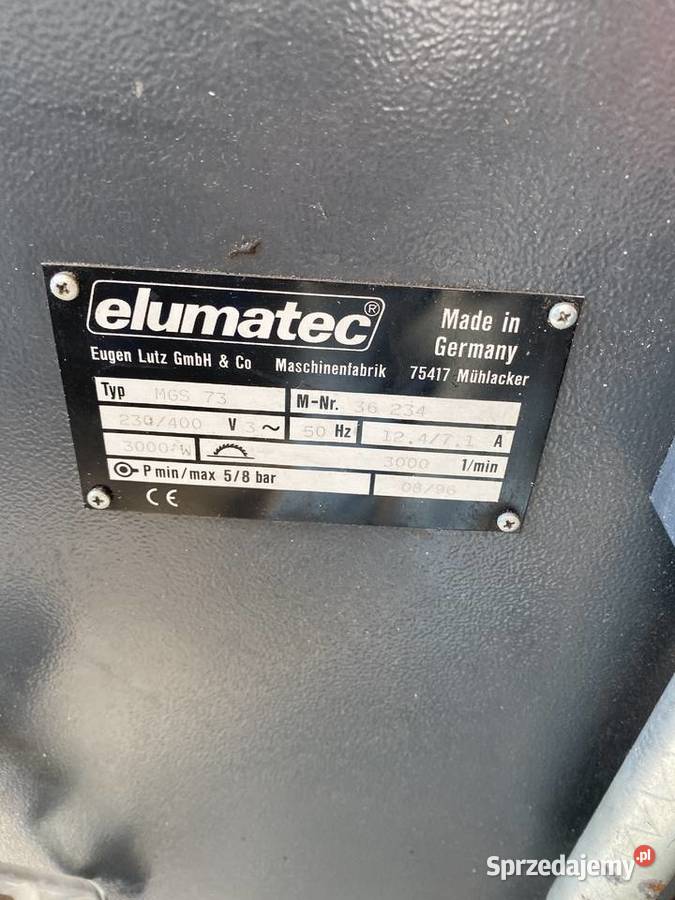 elumatec®
Made in
Germany
Eugen Lutz GmbH & Co Maschinenfabrik 75417 Mühlacker
Typ MGS 73 M-Nr. 36 234
230/400 V 3~ 50 Hz 12.4/7.1 A
3000 W 3000 1/min
P min/max 5/8 bar 08/96
CE
Sprzedajemy.pl